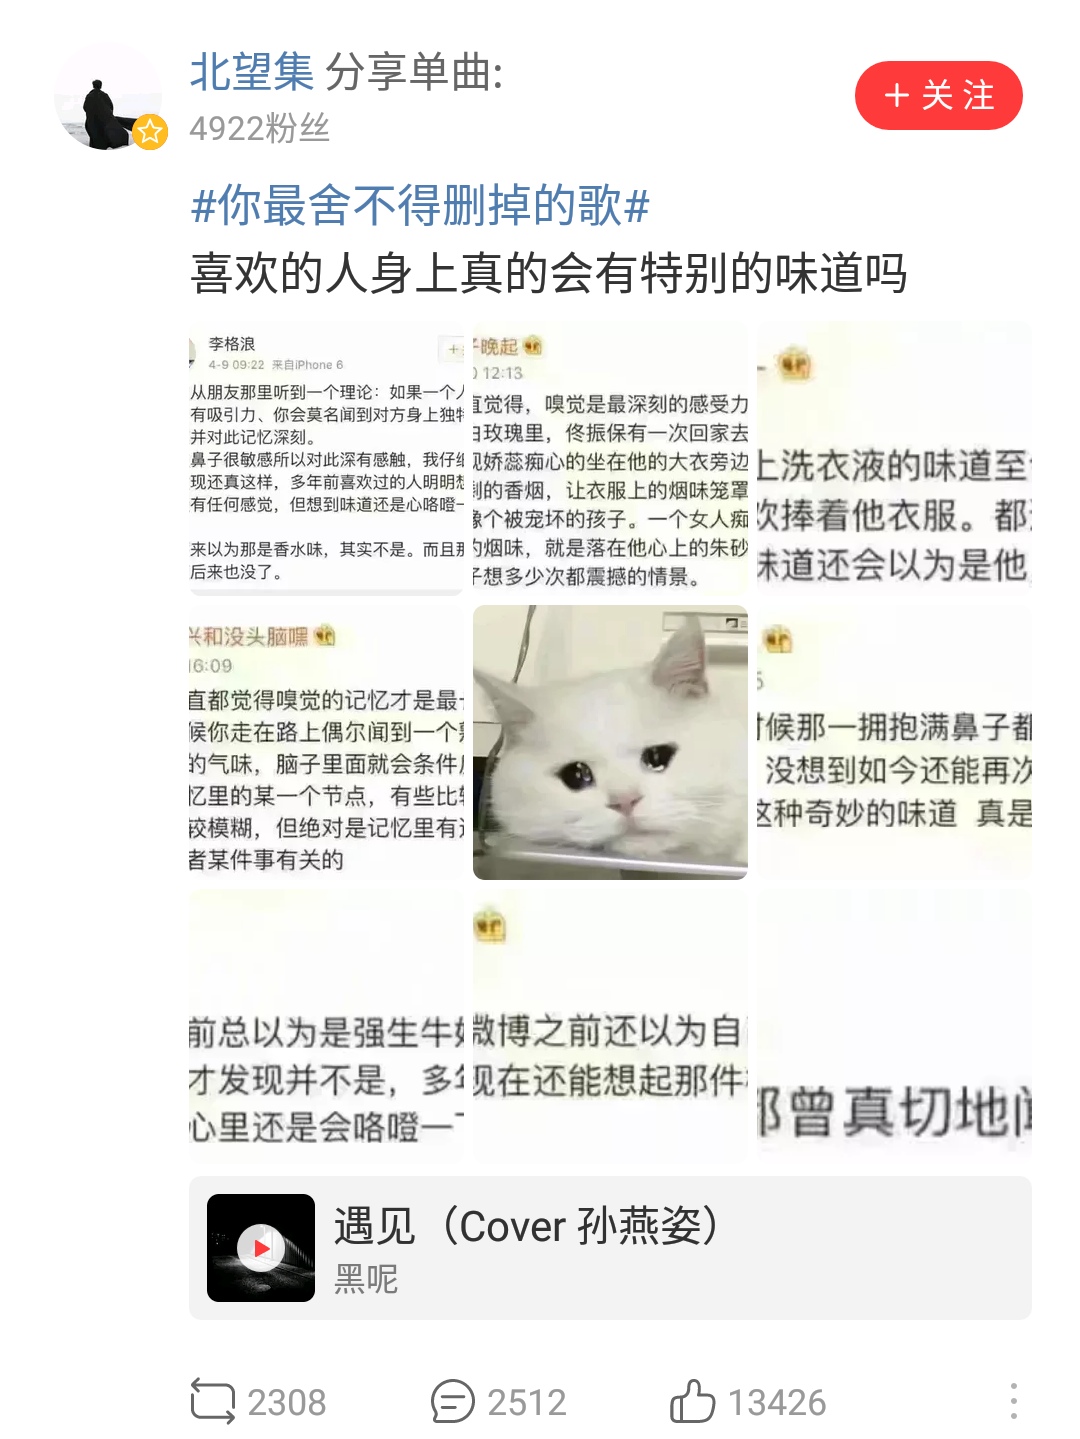 北望集 分享单曲:
4922粉丝
+ 关注
#你最舍不得删掉的歌#
喜欢的人身上真的会有特别的味道吗
李格浪
4-9 09:22 来自iPhone 6
从朋友那里听到一个理论：如果一个人
有吸引力、你会莫名闻到对方身上独特
并对此记忆深刻。
鼻子很敏感所以对此深有感触，我仔细
现还真这样，多年前喜欢过的人明明想
有任何感觉，但想到味道还是心咯噔一
来以为那是香水味，其实不是。而且那
后来也没了。
子晚起
12:13
直觉得，嗅觉是最深刻的感受力
白玫瑰里，佟振保有一次回家去
现娇蕊痴心的坐在他的大衣旁边
剩的香烟，让衣服上的烟味笼罩
像个被宠坏的孩子。一个女人痴
的烟味，就是落在他心上的朱砂
子想多少次都震撼的情景。
上洗衣液的味道至
欢捧着他衣服。都
味道还会以为是他
兴和没头脑嘿
16:09
直都觉得嗅觉的记忆才是最
候你走在路上偶尔闻到一个熟
的气味，脑子里面就会条件反
忆里的某一个节点，有些比较
较模糊，但绝对是记忆里有
者某件事有关的
时候那一拥抱满鼻子都
没想到如今还能再次
这种奇妙的味道 真是
前总以为是强生牛奶
才发现并不是，多年
心里还是会咯噔一下
微博之前还以为自
现在还能想起那件
都曾真切地闻
遇见（Cover 孙燕姿）
黑呢
2308
2512
13426